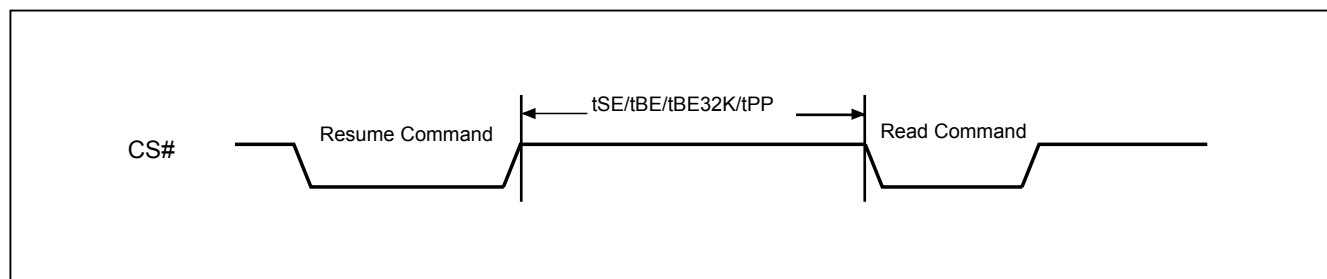 tSE/tBE/tBE32K/tPP
Resume Command
Read Command
CS#